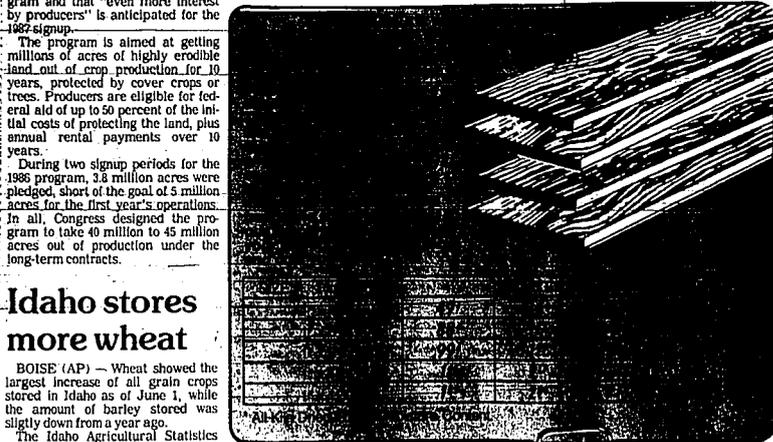 gram and that "even more interest
by producers" is anticipated for the
1987 signup.
The program is aimed at getting
millions of acres of highly erodible
land out of crop production for 10
years, protected by cover crops or
trees. Producers are eligible for fed-
eral aid of up to 50 percent of the ini-
tial costs of protecting the land, plus
annual rental payments over 10
years.
During two signup periods for the
1986 program, 3.8 million acres were
pledged, short of the goal of 5 million
acres for the first year's operations.
In all, Congress designed the pro-
gram to take 40 million to 45 million
acres out of production under the
long-term contracts.
Idaho stores
more wheat
BOISE (AP) — Wheat showed the
largest increase of all grain crops
stored in Idaho as of June 1, while
the amount of barley stored was
sligtly down from a year ago.
The Idaho Agricultural Statistics